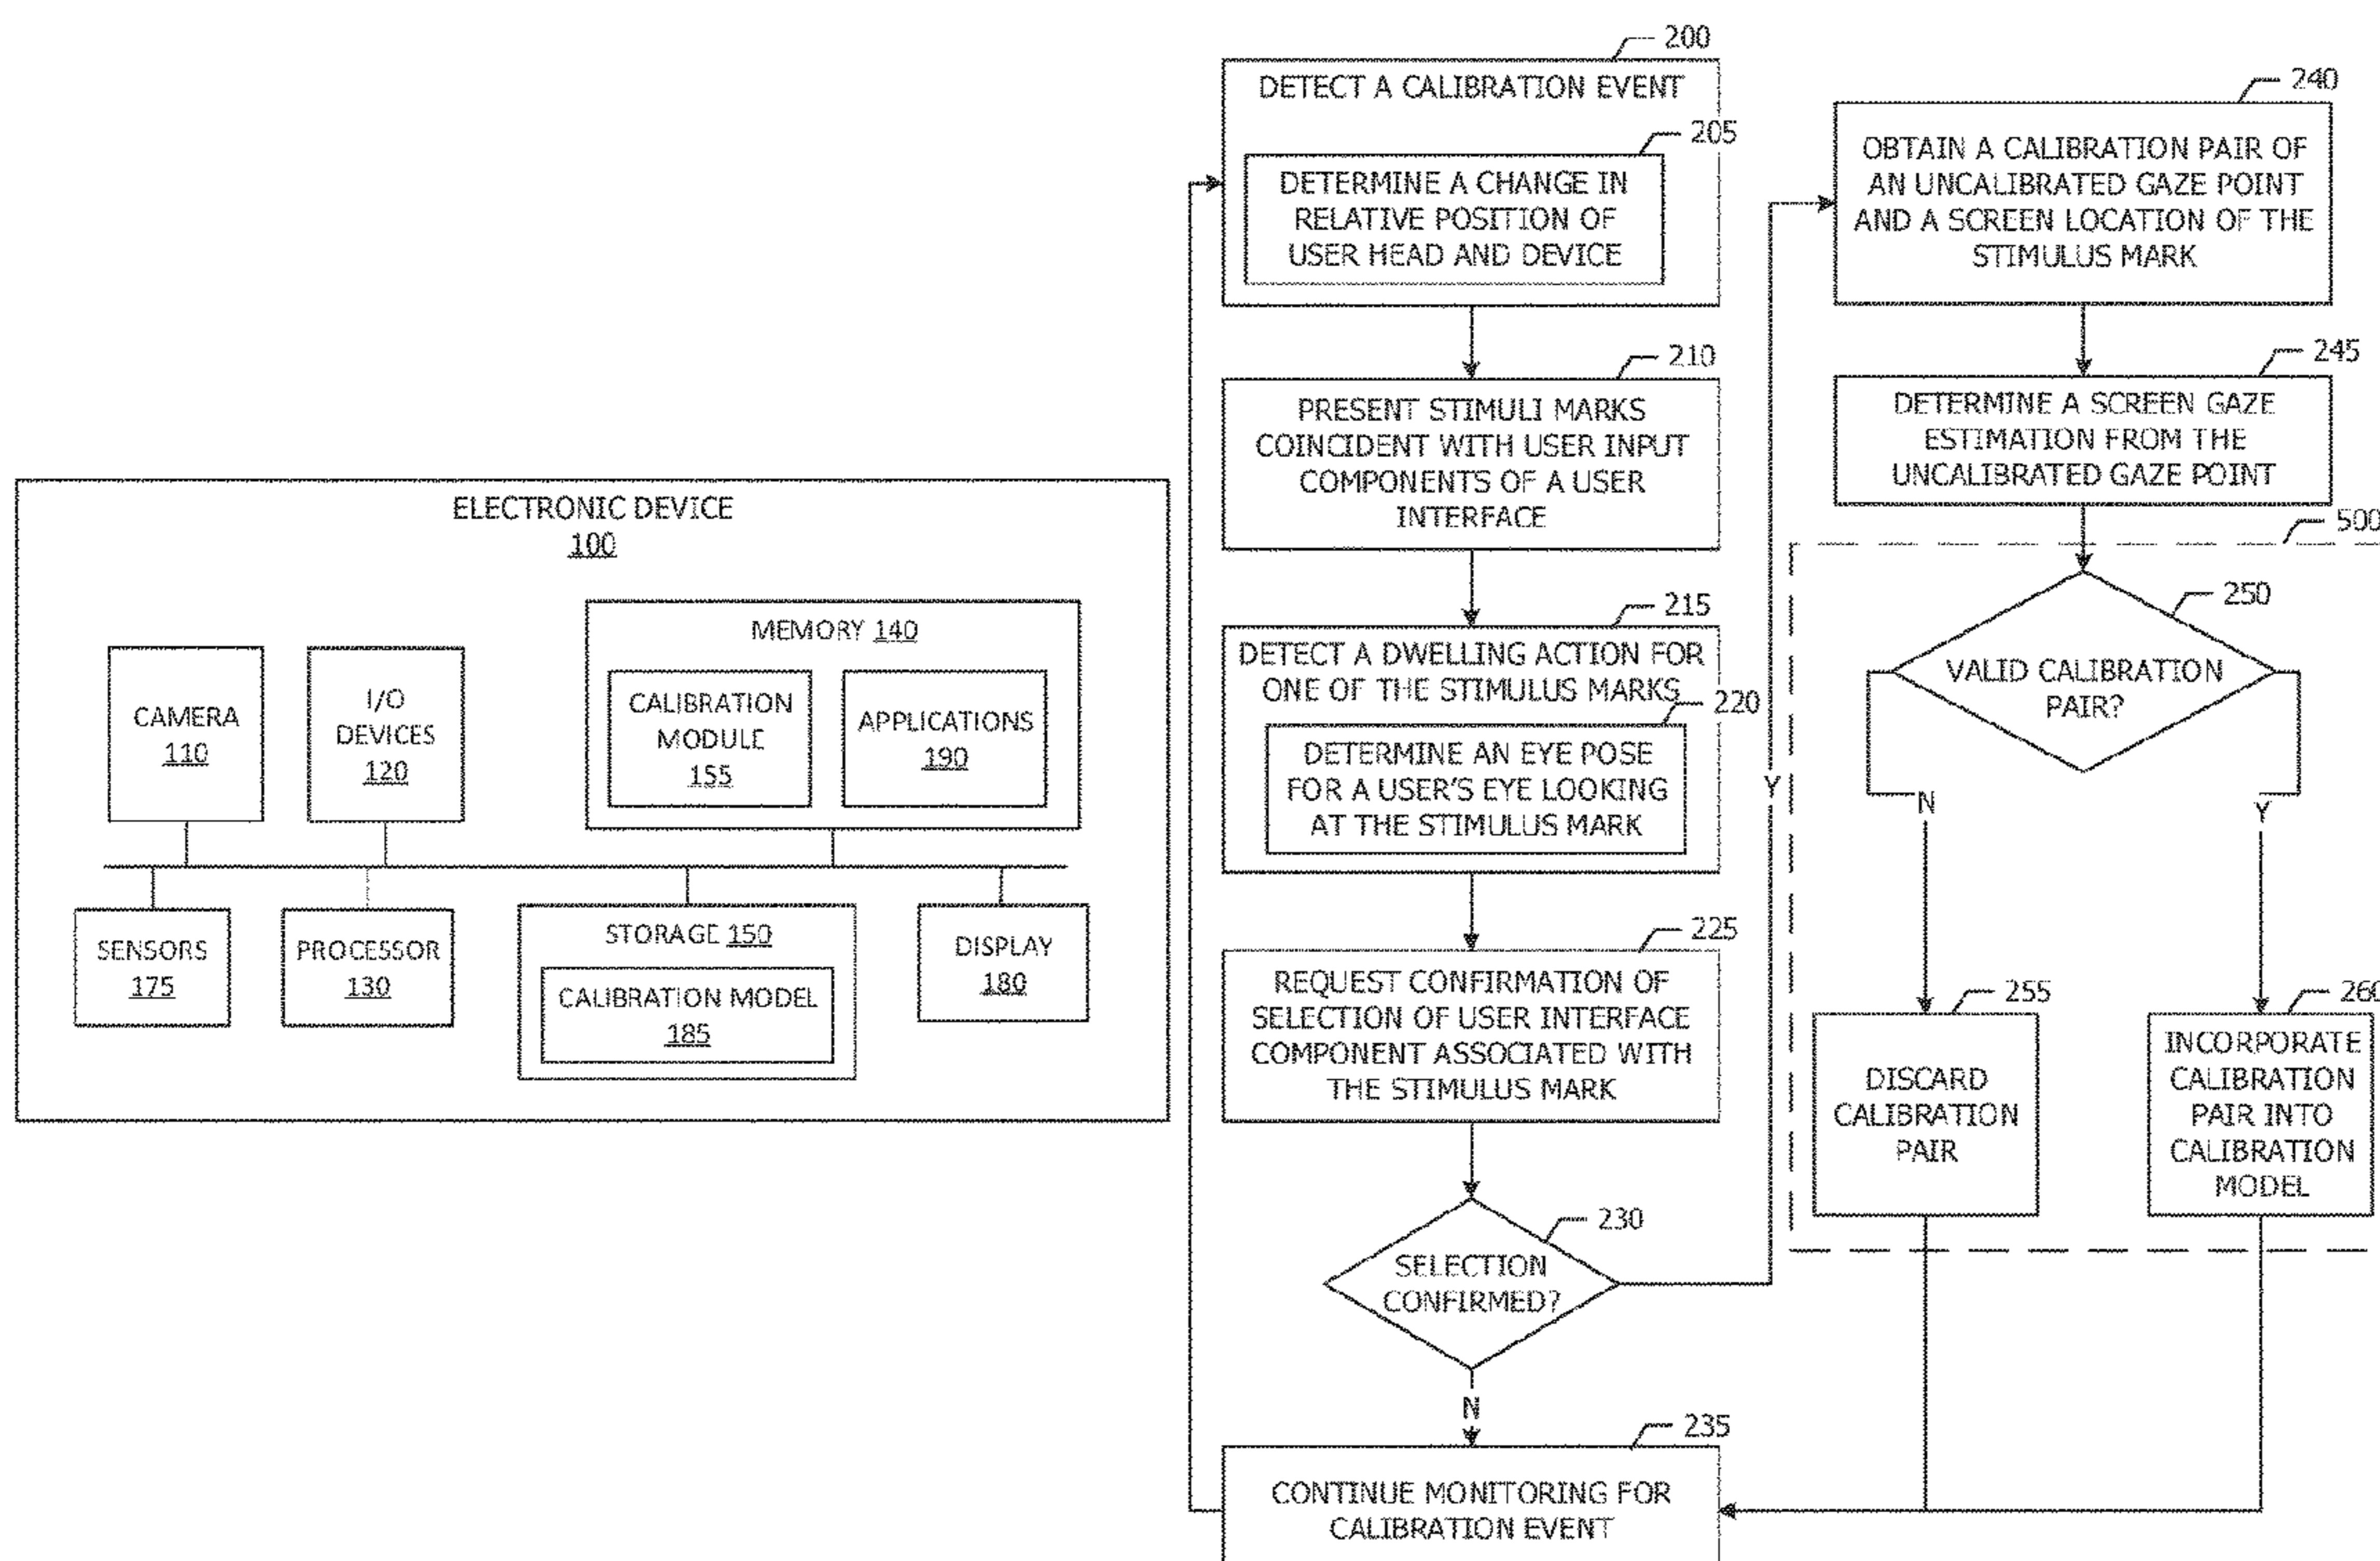 ELECTRONIC DEVICE
100
CAMERA
110
I/O
DEVICES
120
MEMORY 140
CALIBRATION
MODULE
155
APPLICATIONS
190
SENSORS
175
PROCESSOR
130
STORAGE 150
CALIBRATION MODEL
185
DISPLAY
180
200
DETECT A CALIBRATION EVENT
205
DETERMINE A CHANGE IN
RELATIVE POSITION OF
USER HEAD AND DEVICE
210
PRESENT STIMULI MARKS
COINCIDENT WITH USER INPUT
COMPONENTS OF A USER
INTERFACE
215
DETECT A DWELLING ACTION FOR
ONE OF THE STIMULUS MARKS
220
DETERMINE AN EYE POSE
FOR A USER'S EYE LOOKING
AT THE STIMULUS MARK
225
REQUEST CONFIRMATION OF
SELECTION OF USER INTERFACE
COMPONENT ASSOCIATED WITH
THE STIMULUS MARK
230
SELECTION
CONFIRMED?
Y
N
235
CONTINUE MONITORING FOR
CALIBRATION EVENT
240
OBTAIN A CALIBRATION PAIR OF
AN UNCALIBRATED GAZE POINT
AND A SCREEN LOCATION OF THE
STIMULUS MARK
245
DETERMINE A SCREEN GAZE
ESTIMATION FROM THE
UNCALIBRATED GAZE POINT
500
250
VALID CALIBRATION
PAIR?
N
Y
255
DISCARD
CALIBRATION
PAIR
260
INCORPORATE
CALIBRATION
PAIR INTO
CALIBRATION
MODEL